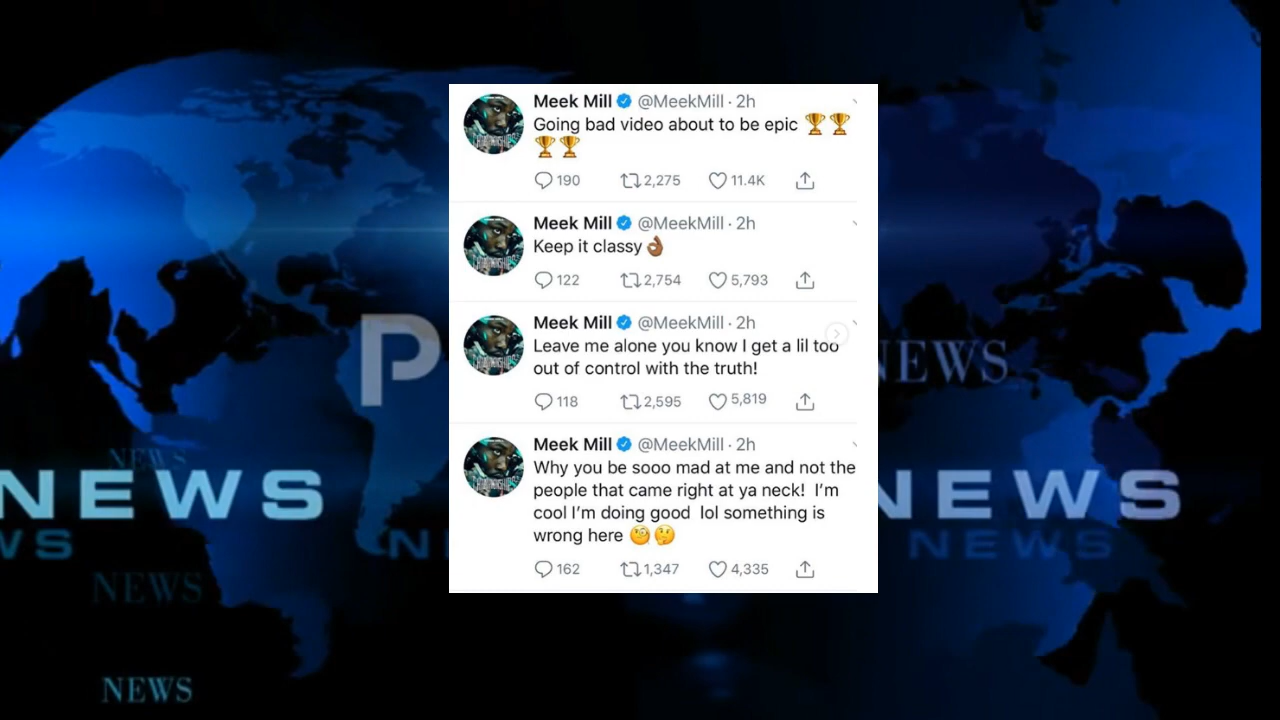 Meek Mill @MeekMill · 2h
Going bad video about to be epic 🏆🏆
🏆🏆
190 2,275 11.4K
Meek Mill @MeekMill · 2h
Keep it classy👌🏾
122 2,754 5,793
Meek Mill @MeekMill · 2h
Leave me alone you know I get a lil too
out of control with the truth!
118 2,595 5,819
Meek Mill @MeekMill · 2h
Why you be sooo mad at me and not the
people that came right at ya neck! I'm
cool I'm doing good lol something is
wrong here 🧐🤔
162 1,347 4,335
P
NEWS
NEWS
NEWS
NEWS
WS
N
NEWS
NEWS
NEWS